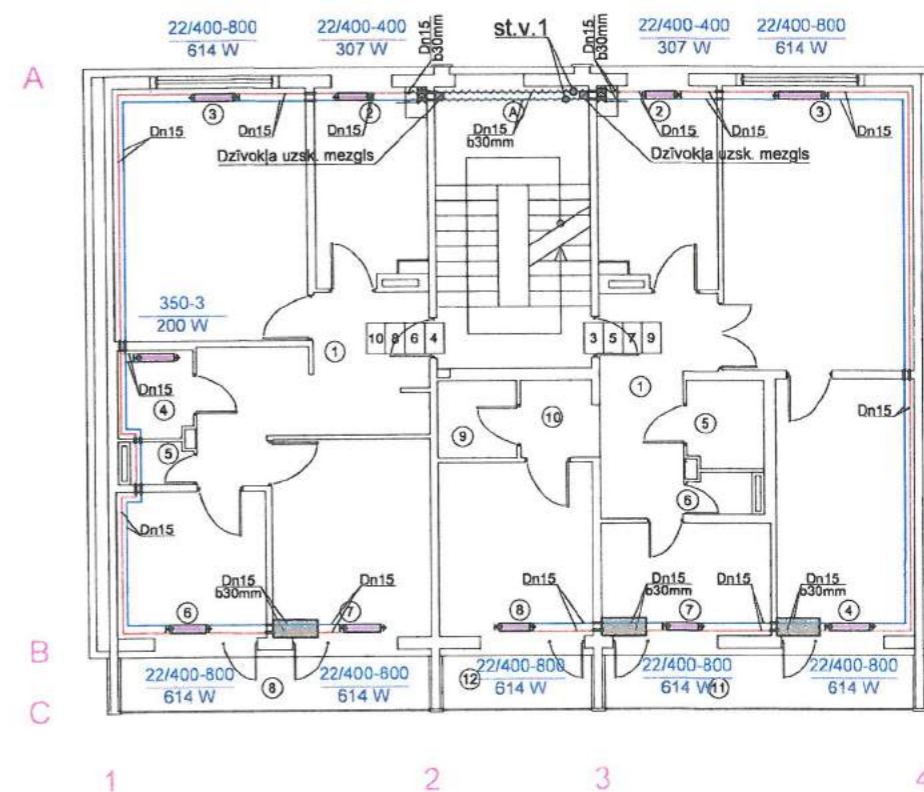 22/400-800
614 W
22/400-400
307 W
Dn15
b30mm
st.v.1
Dn15
b30mm
22/400-400
307 W
22/400-800
614 W
A
3
2
A
2
3
Dn15
Dn15
Dn15
Dn15
b30mm
Dn15
Dn15
Dn15
Dzīvokļa uzsk. mezgls
Dzīvokļa uzsk. mezgls
350-3
200 W
1
10 8 6 4
3 5 7 9
Dn15
4
1
Dn15
9
10
5
5
6
Dn15
Dn15
b30mm
Dn15
Dn15
Dn15
b30mm
Dn15
Dn15
b30mm
6
7
8
7
4
B
22/400-800
614 W
8
22/400-800
614 W
12
22/400-800
614 W
22/400-800
614 W
11
22/400-800
614 W
C
1
2
3
4